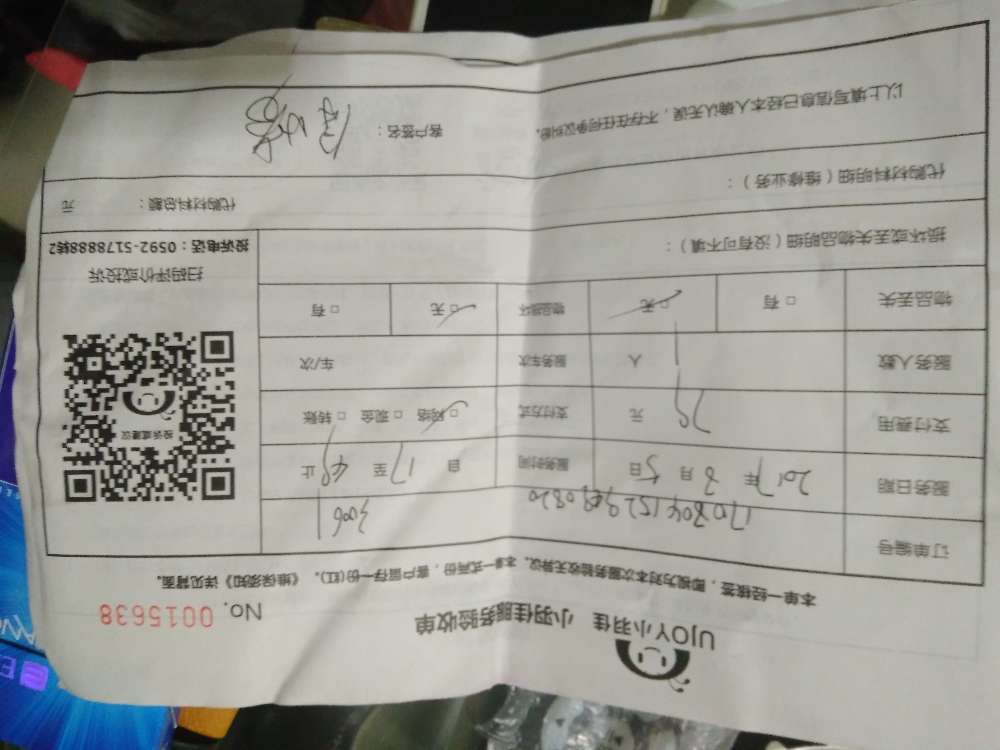 UJOY小羽佳 小羽佳服务验收单
No. 0015638
本单一经核签，即视为对本次服务验收无异议。本单一式两份，客户留存一份(红)。《维保须知》详见背面。
订单编号
3061
服务日期 2017年 8月 5日 服务时间 自 17 至 止
支付费用 79 元 支付方式 □ 网络 □ 现金 □ 转账
服务人数 1 人 服务车次 车/次
物品丢失 □ 有 □ 无 物品损坏 □ 无 □ 有
投诉或建议
扫码评价或投诉
投诉电话：0592-5178888转2
损坏或丢失物品明细（没有可不填）：
代购材料明细（维修业务）：
代购材料总额： 元
以上填写信息已经本人确认无误，不存在任何争议纠纷。
客户签名：